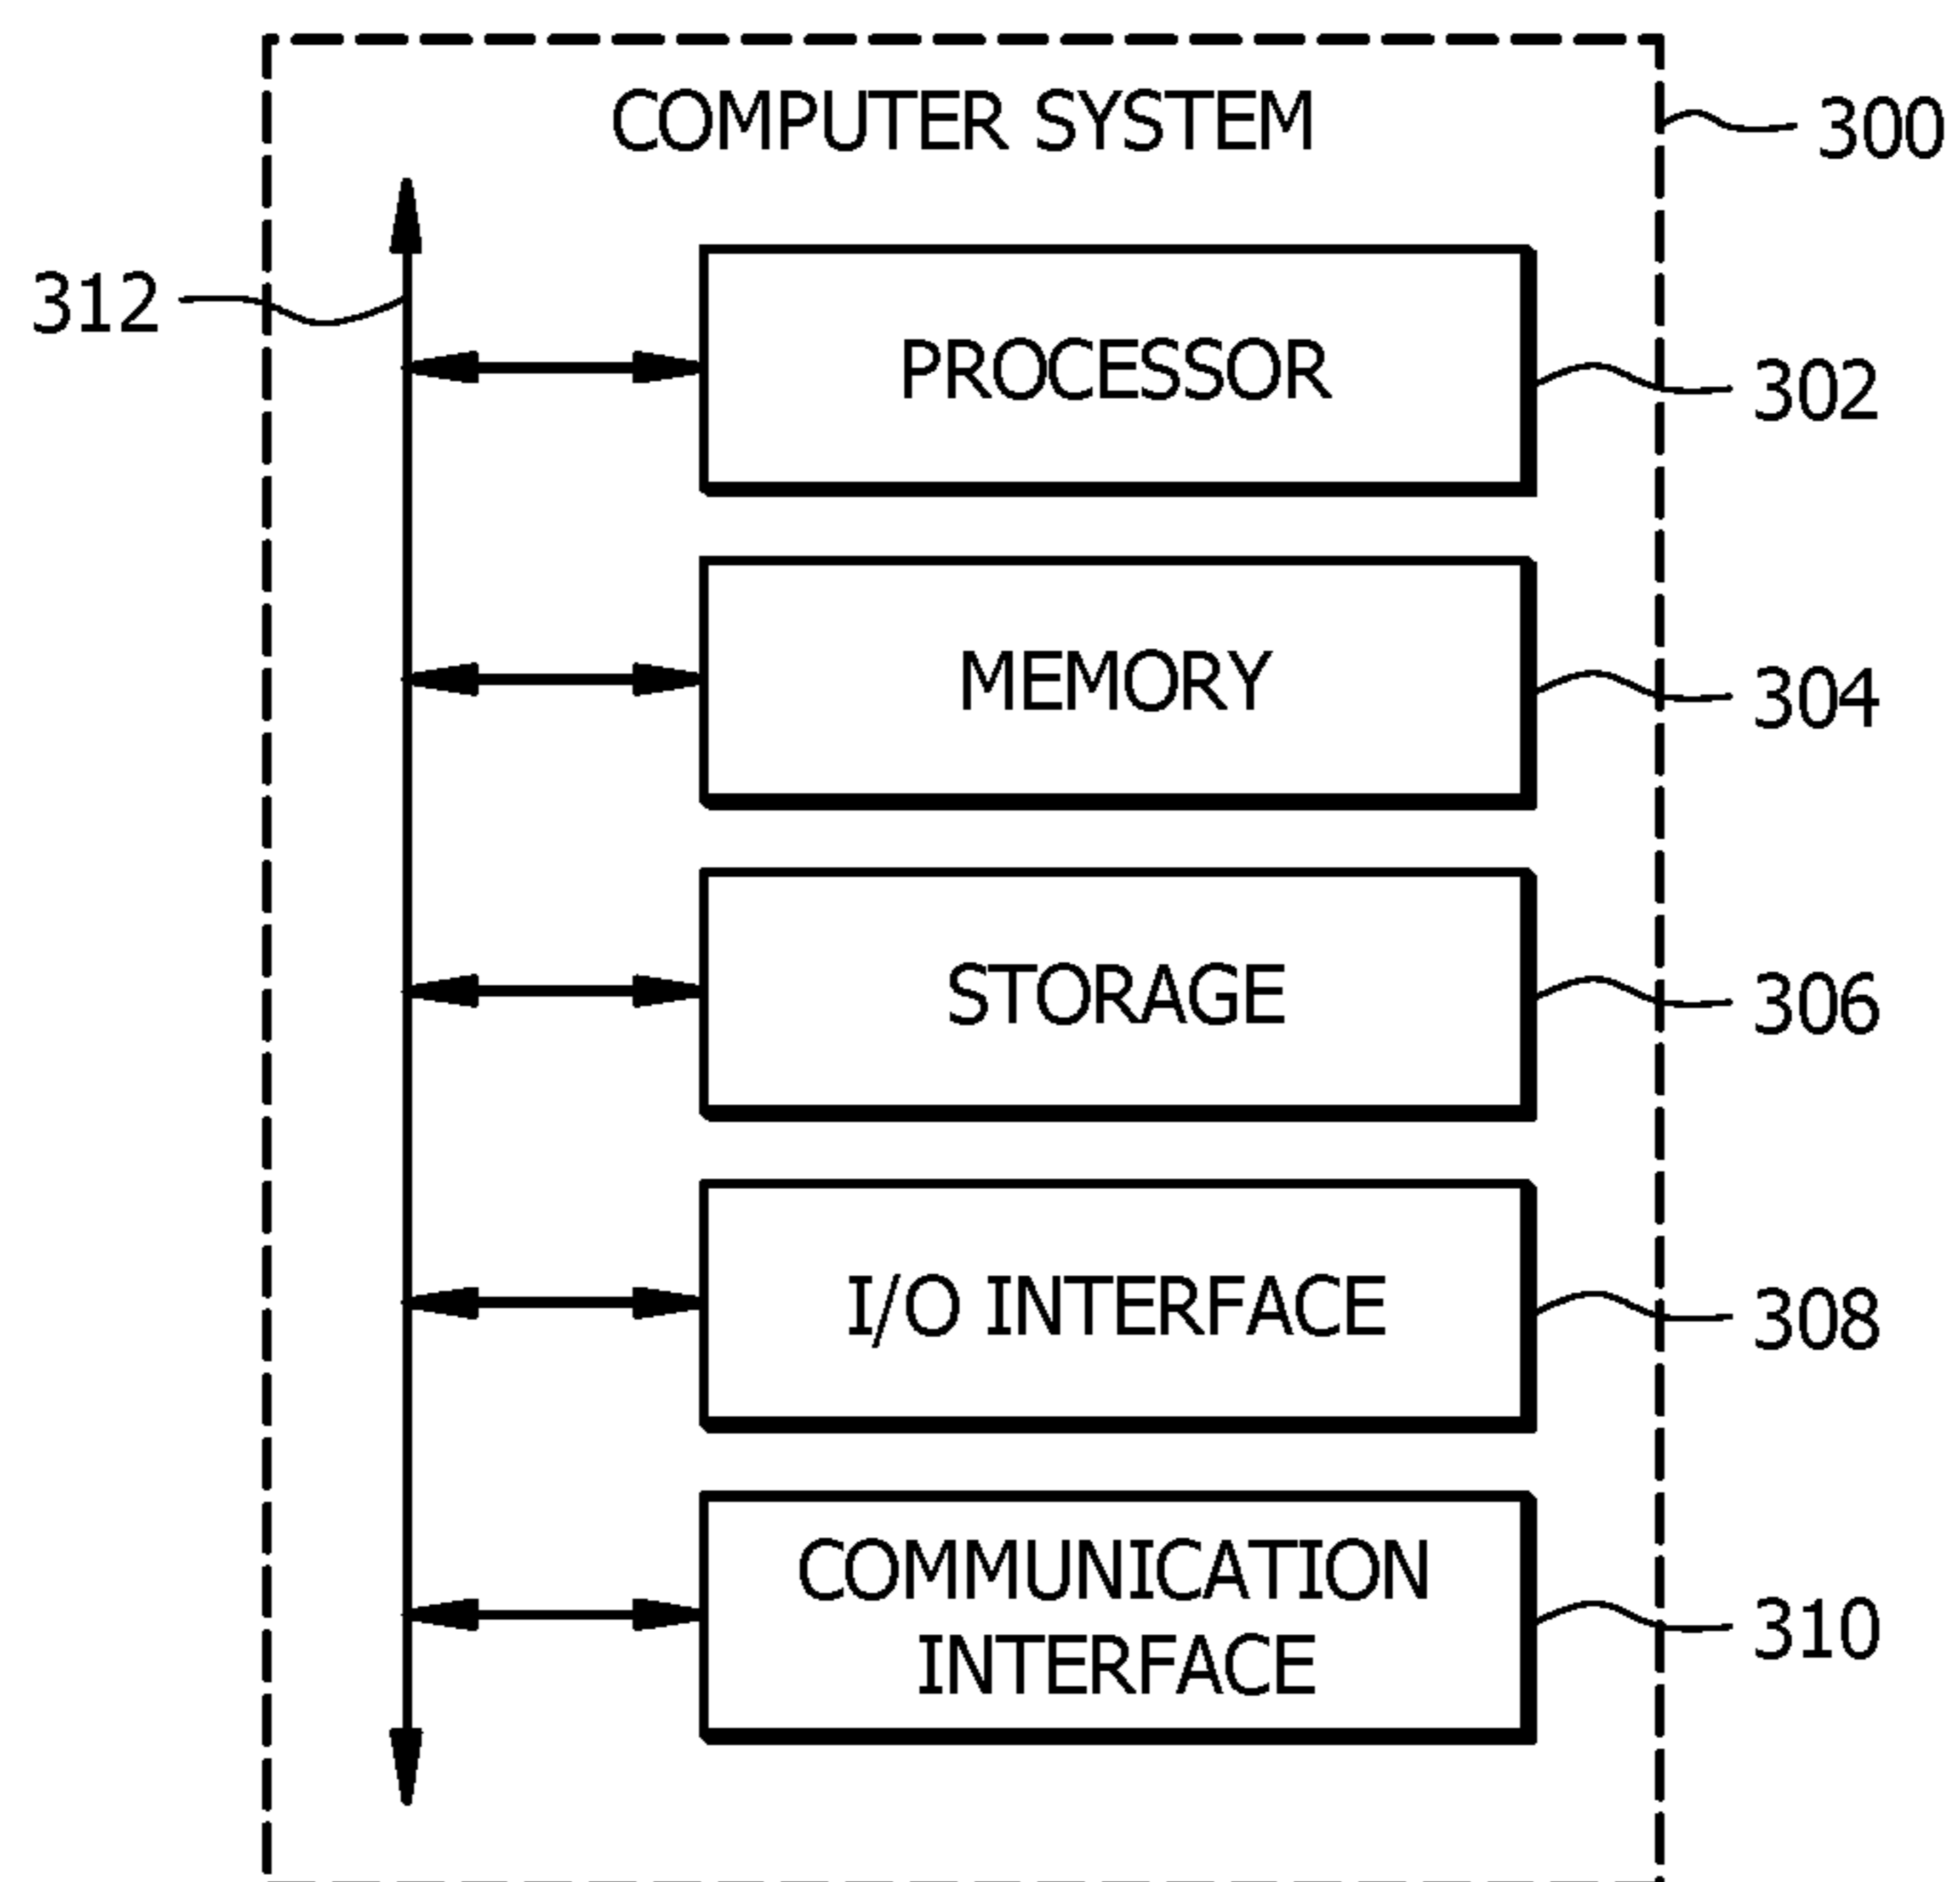 COMPUTER SYSTEM
300
312
PROCESSOR
302
MEMORY
304
STORAGE
306
I/O INTERFACE
308
COMMUNICATION
INTERFACE
310